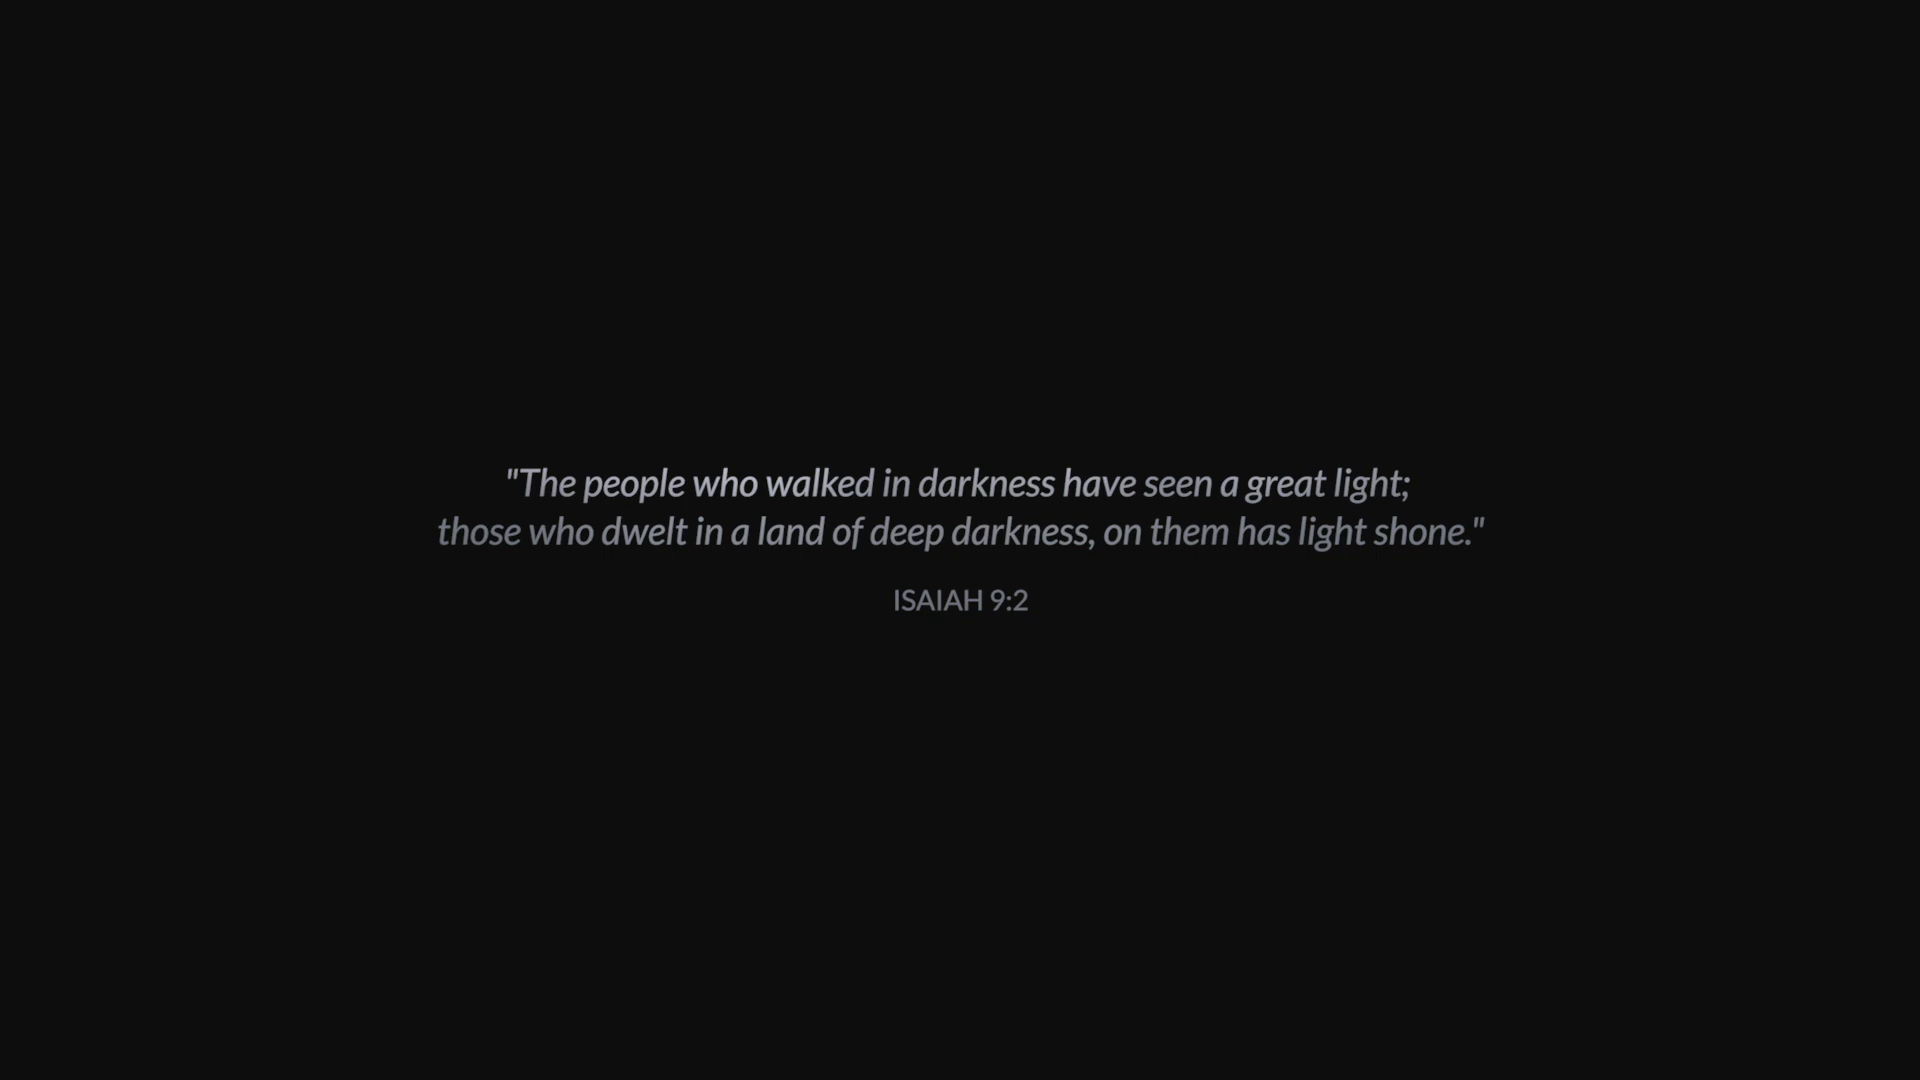 "The people who walked in darkness have seen a great light;
those who dwelt in a land of deep darkness, on them has light shone."
ISAIAH 9:2